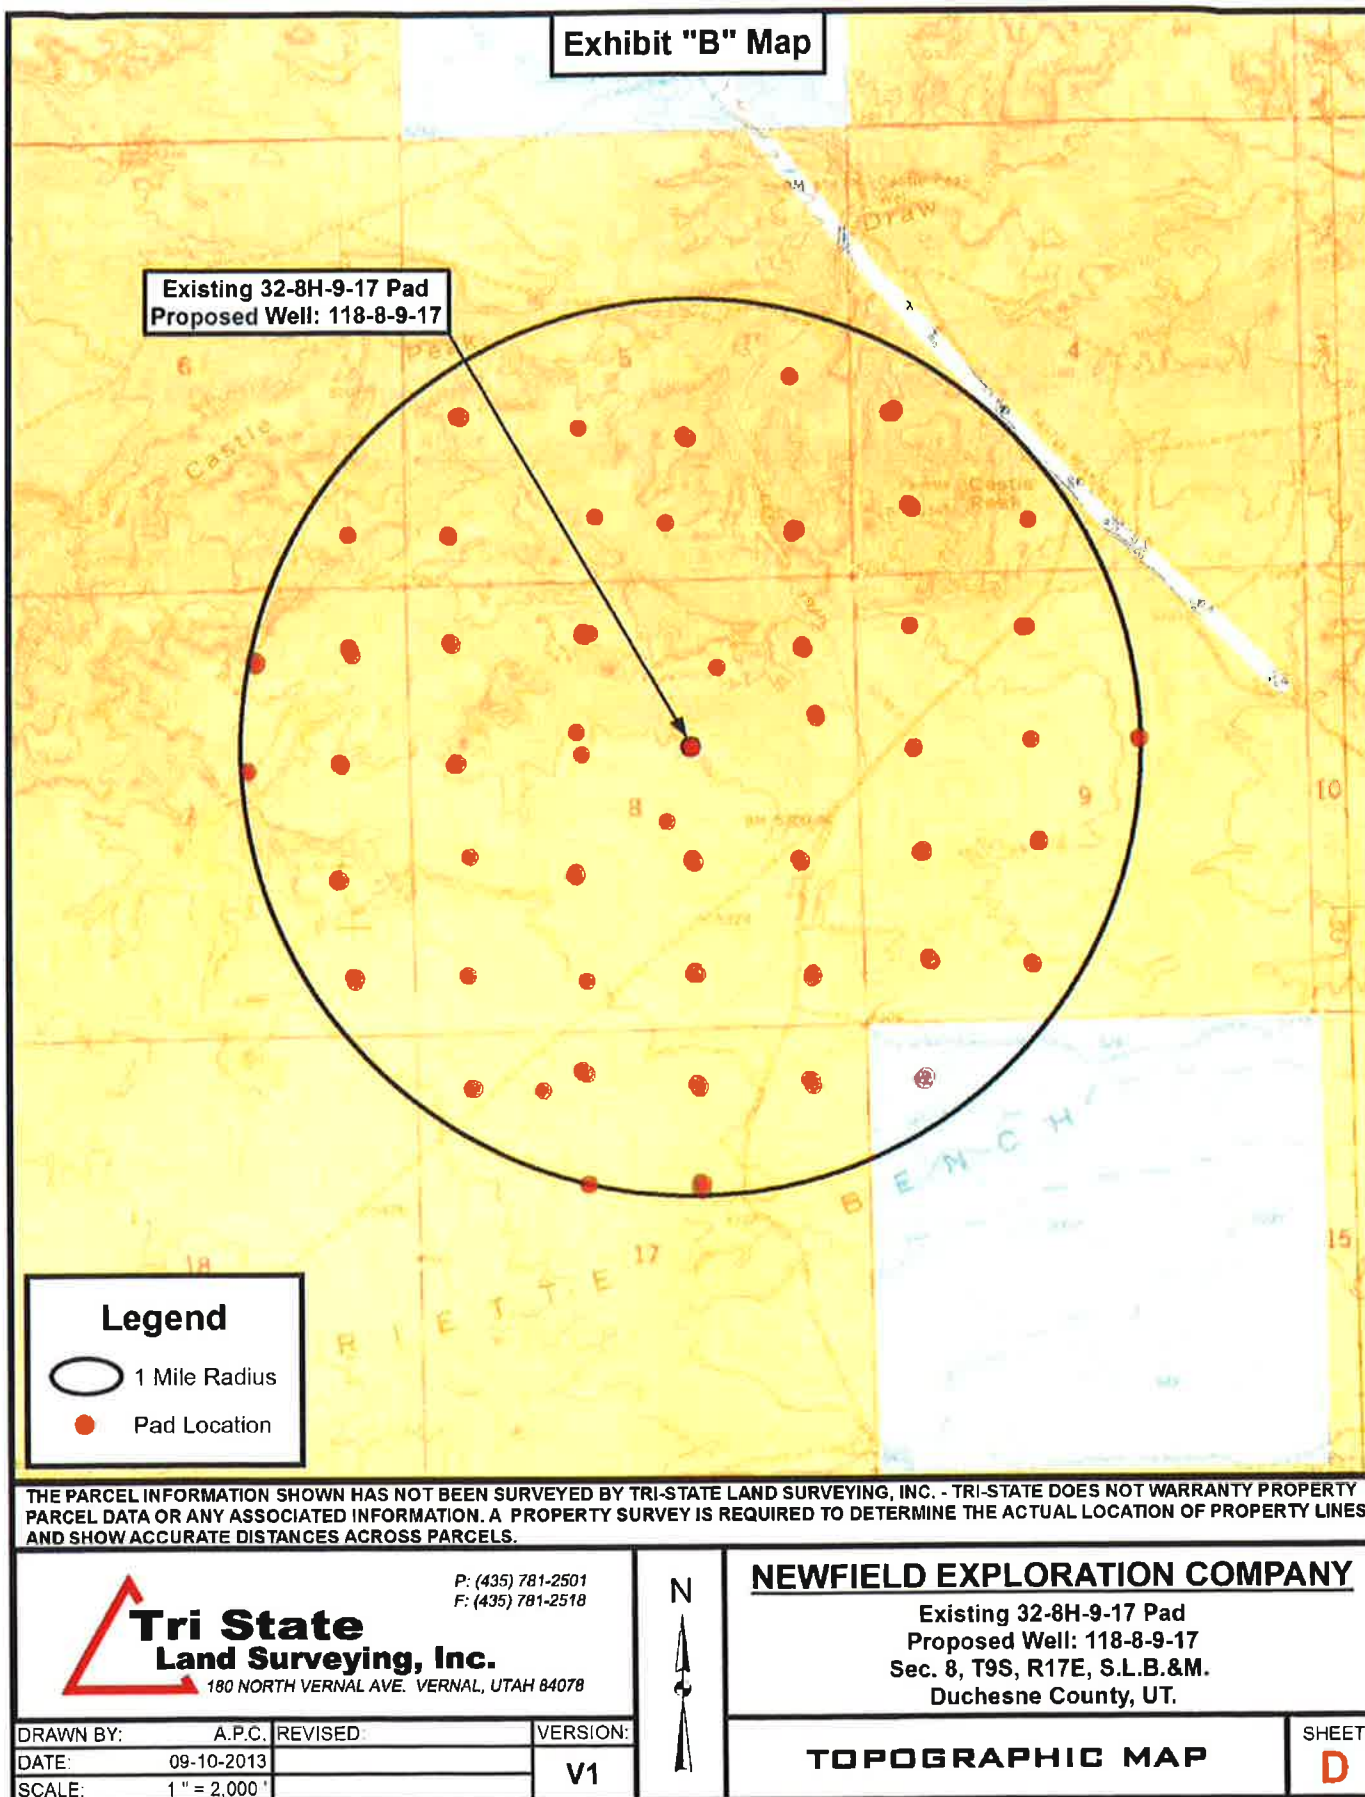 Exhibit "B" Map
Draw
Existing 32-8H-9-17 Pad
Proposed Well: 118-8-9-17
Peak
6
5
4
Castle
Castle
Peak
8
9
10
BENCH
17
15
18
RIETTE
Legend
1 Mile Radius
Pad Location
THE PARCEL INFORMATION SHOWN HAS NOT BEEN SURVEYED BY TRI-STATE LAND SURVEYING, INC. - TRI-STATE DOES NOT WARRANTY PROPERTY
PARCEL DATA OR ANY ASSOCIATED INFORMATION. A PROPERTY SURVEY IS REQUIRED TO DETERMINE THE ACTUAL LOCATION OF PROPERTY LINES
AND SHOW ACCURATE DISTANCES ACROSS PARCELS.
P: (435) 781-2501
F: (435) 781-2518
Tri State
Land Surveying, Inc.
180 NORTH VERNAL AVE. VERNAL, UTAH 84078
N
NEWFIELD EXPLORATION COMPANY
Existing 32-8H-9-17 Pad
Proposed Well: 118-8-9-17
Sec. 8, T9S, R17E, S.L.B.&M.
Duchesne County, UT.
DRAWN BY: A.P.C. REVISED: VERSION:
DATE: 09-10-2013
V1
SCALE: 1 " = 2,000 '
TOPOGRAPHIC MAP
SHEET
D